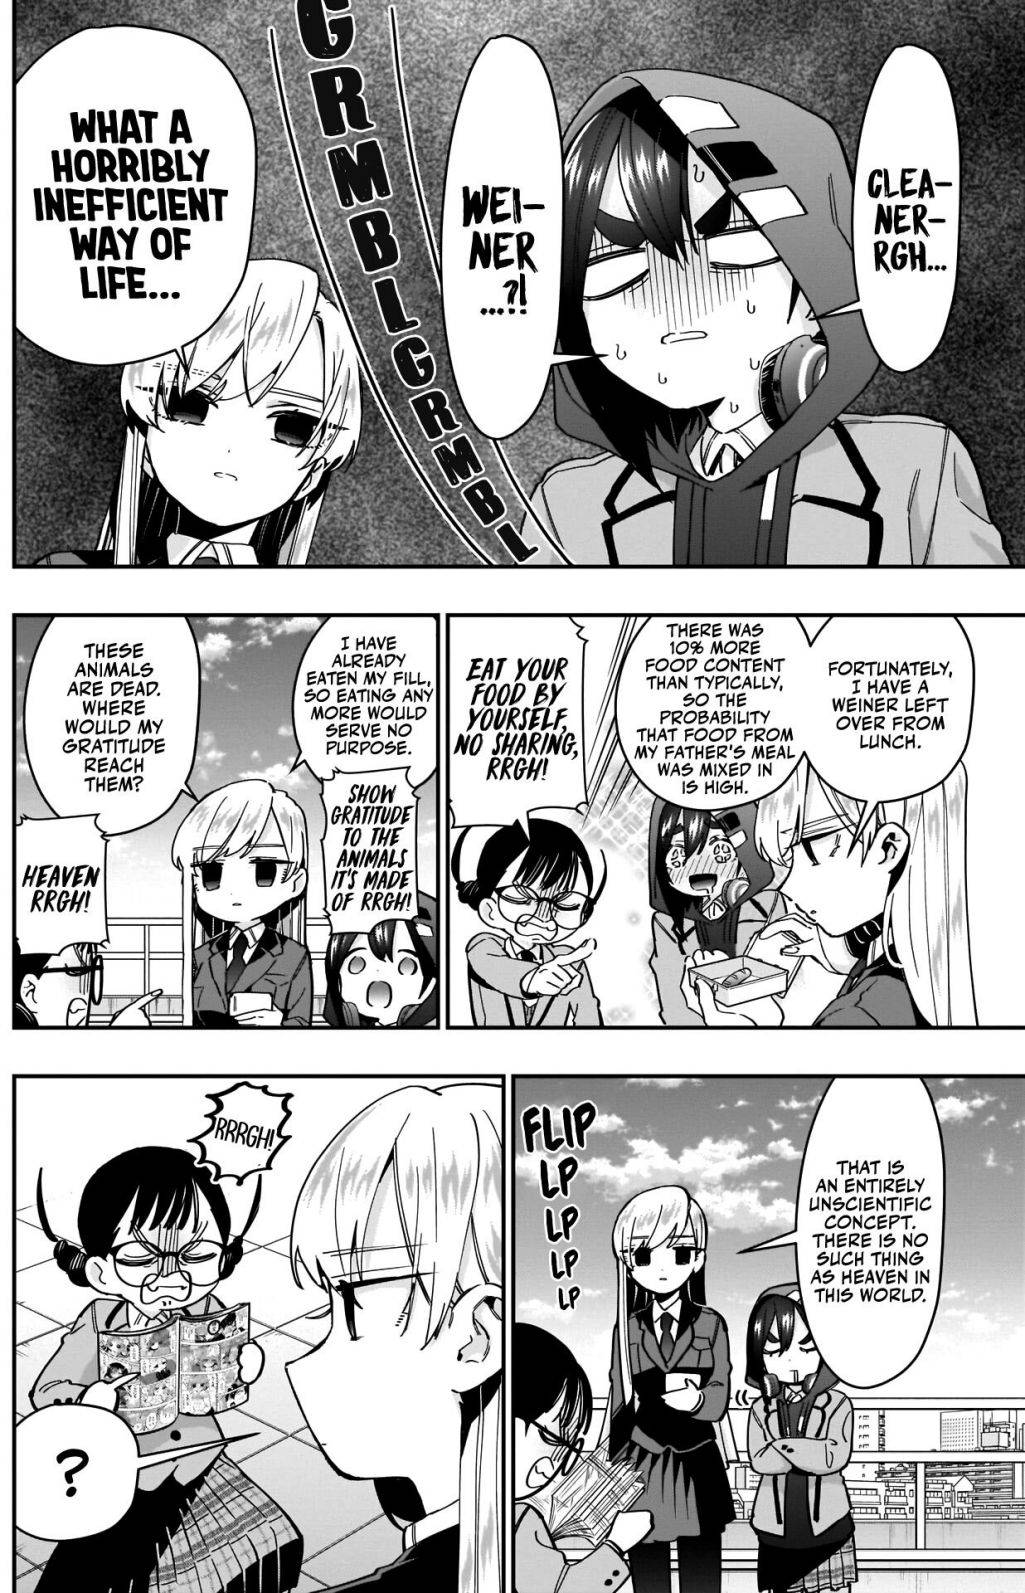 CLEA-
NER-
RGH...
WEI-
NER
...?!
GRMBLGRMBL
WHAT A
HORRIBLY
INEFFICIENT
WAY OF
LIFE...
FORTUNATELY,
I HAVE A
WEINER LEFT
OVER FROM
LUNCH.
THERE WAS
10% MORE
FOOD CONTENT
THAN TYPICALLY,
SO THE
PROBABILITY
THAT FOOD FROM
MY FATHER'S MEAL
WAS MIXED IN
IS HIGH.
EAT YOUR
FOOD BY
YOURSELF,
NO SHARING,
RRGH!
I HAVE
ALREADY
EATEN MY FILL,
SO EATING ANY
MORE WOULD
SERVE NO
PURPOSE.
SHOW
GRATITUDE
TO THE
ANIMALS
IT'S MADE
OF RRGH!
THESE
ANIMALS
ARE DEAD.
WHERE
WOULD MY
GRATITUDE
REACH
THEM?
HEAVEN
RRGH!
THAT IS
AN ENTIRELY
UNSCIENTIFIC
CONCEPT.
THERE IS NO
SUCH THING
AS HEAVEN IN
THIS WORLD.
FLIP
LP
LP
LP
LP
RRRGH!
?